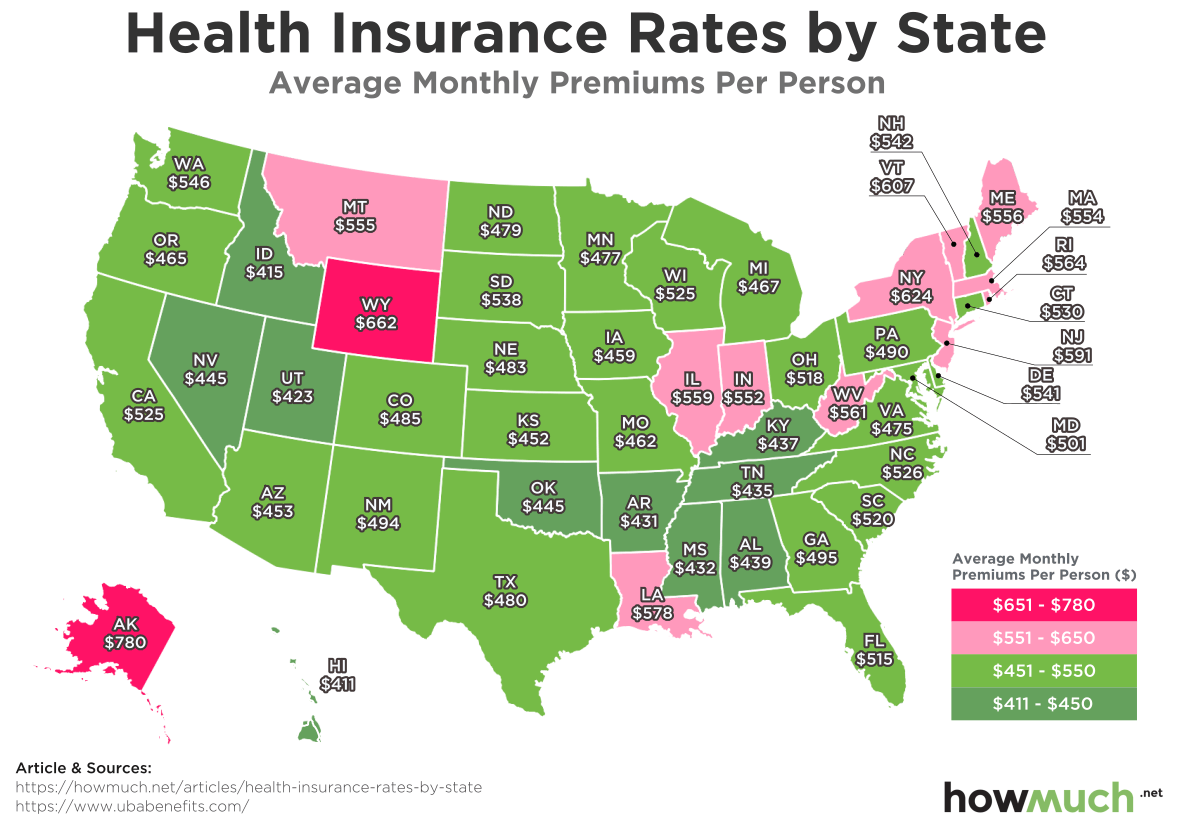 Health Insurance Rates by State
Average Monthly Premiums Per Person
NH
$542
VT
$607
WA
$546
MT
$555
ND
$479
MN
$477
ME
$556
MA
$554
OR
$465
ID
$415
WY
$662
SD
$538
WI
$525
MI
$467
NY
$624
RI
$564
CT
$530
NV
$445
UT
$423
NE
$483
IA
$459
PA
$490
NJ
$591
CA
$525
CO
$485
KS
$452
MO
$462
IL
$559
IN
$552
OH
$518
WV
$561
VA
$475
DE
$541
MD
$501
KY
$437
NC
$526
AZ
$453
NM
$494
OK
$445
AR
$431
TN
$435
SC
$520
MS
$432
AL
$439
GA
$495
TX
$480
LA
$578
FL
$515
AK
$780
HI
$411
Average Monthly
Premiums Per Person ($)
$651 - $780
$551 - $650
$451 - $550
$411 - $450
Article & Sources:
https://howmuch.net/articles/health-insurance-rates-by-state
https://www.ubabenefits.com/
howmuch.net